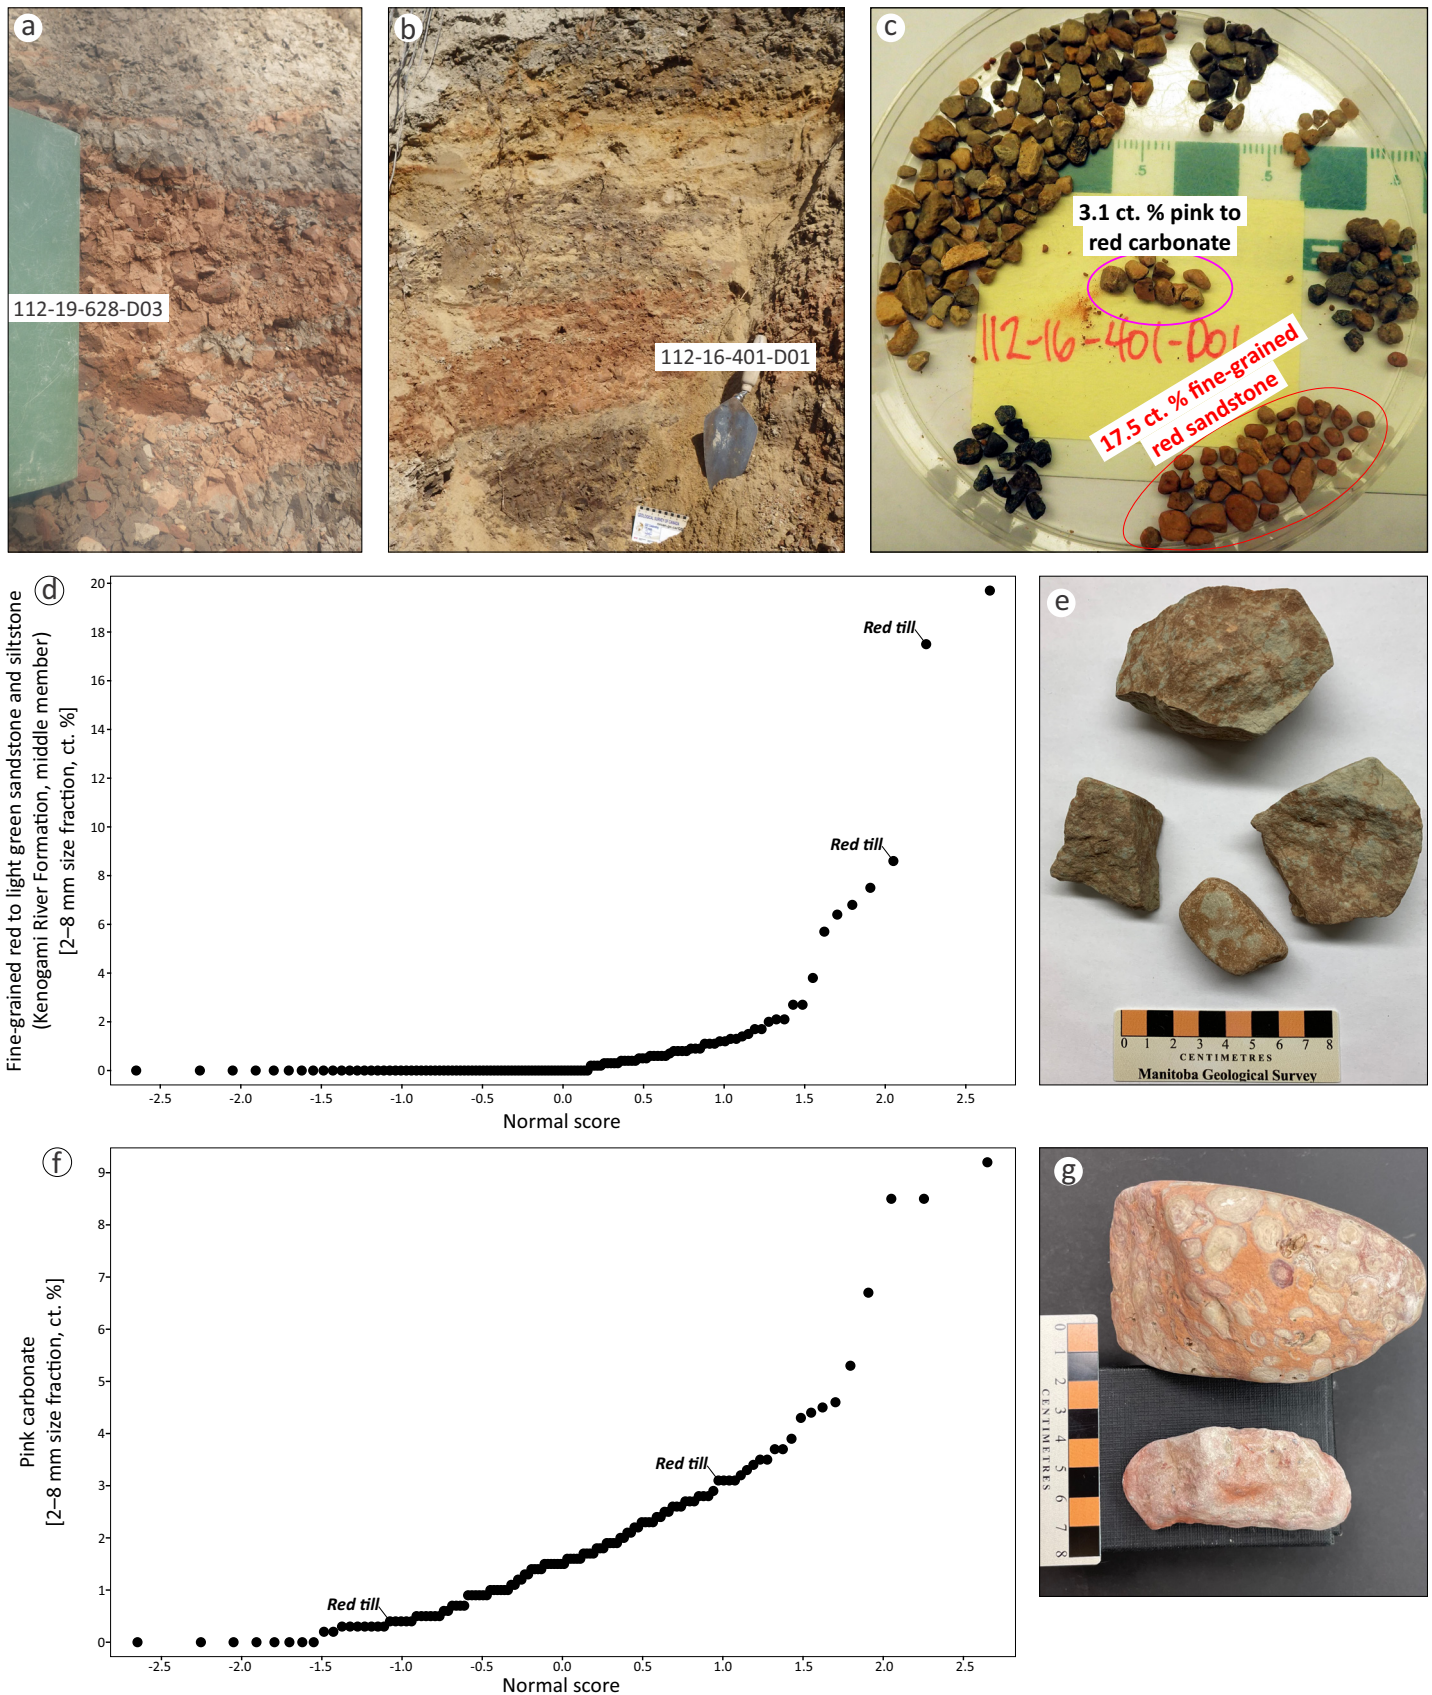 a
112-19-628-D03
b
112-16-401-D01
c
.5
.5
.5
3.1 ct. % pink to
red carbonate
112-16-401-D01
17.5 ct. % fine-grained
red sandstone
d
Fine-grained red to light green sandstone and siltstone
(Kenogami River Formation, middle member)
[2–8 mm size fraction, ct. %]
20
18
16
14
12
10
8
6
4
2
0
Red till
Red till
-2.5 -2.0 -1.5 -1.0 -0.5 0.0 0.5 1.0 1.5 2.0 2.5
Normal score
e
0 1 2 3 4 5 6 7 8
CENTIMETRES
Manitoba Geological Survey
f
Pink carbonate
[2–8 mm size fraction, ct. %]
9
8
7
6
5
4
3
2
1
0
Red till
Red till
-2.5 -2.0 -1.5 -1.0 -0.5 0.0 0.5 1.0 1.5 2.0 2.5
Normal score
g
0 1 2 3 4 5 6 7 8
CENTIMETRES